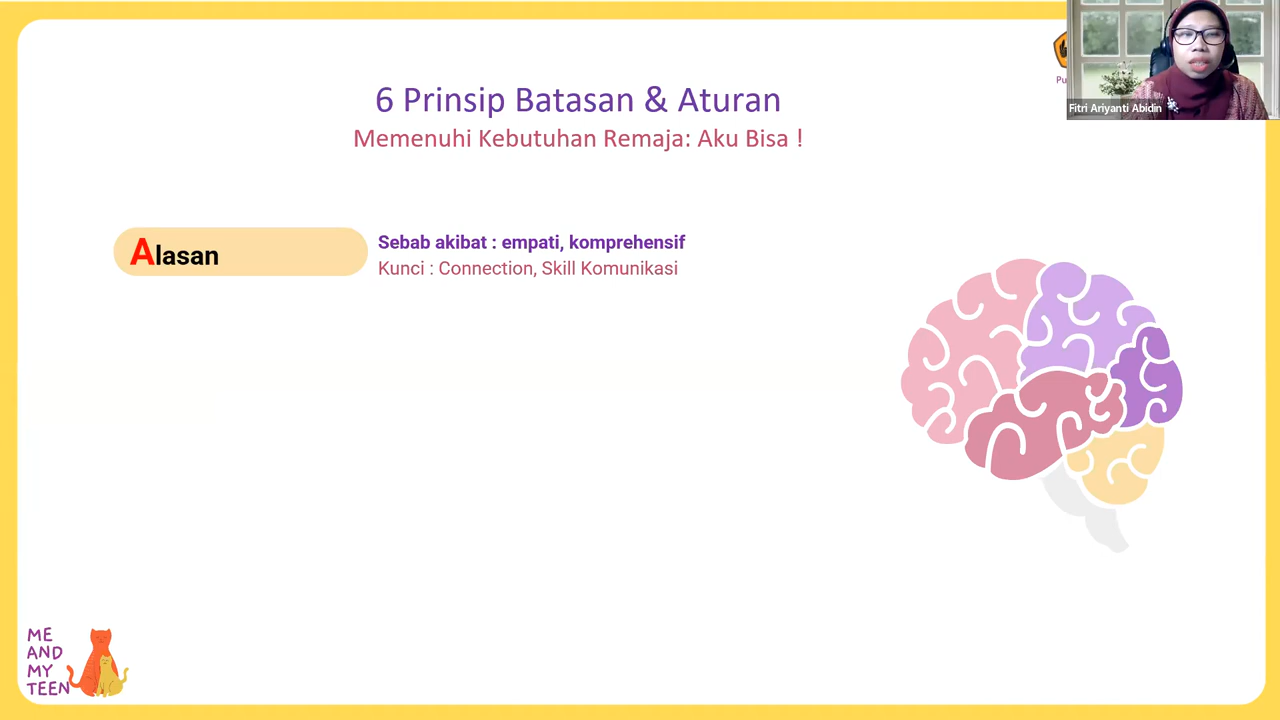 6 Prinsip Batasan & Aturan
Memenuhi Kebutuhan Remaja: Aku Bisa !
Fitri Ariyanti Abidin
Alasan
Sebab akibat : empati, komprehensif
Kunci : Connection, Skill Komunikasi
ME
AND
MY
TEEN